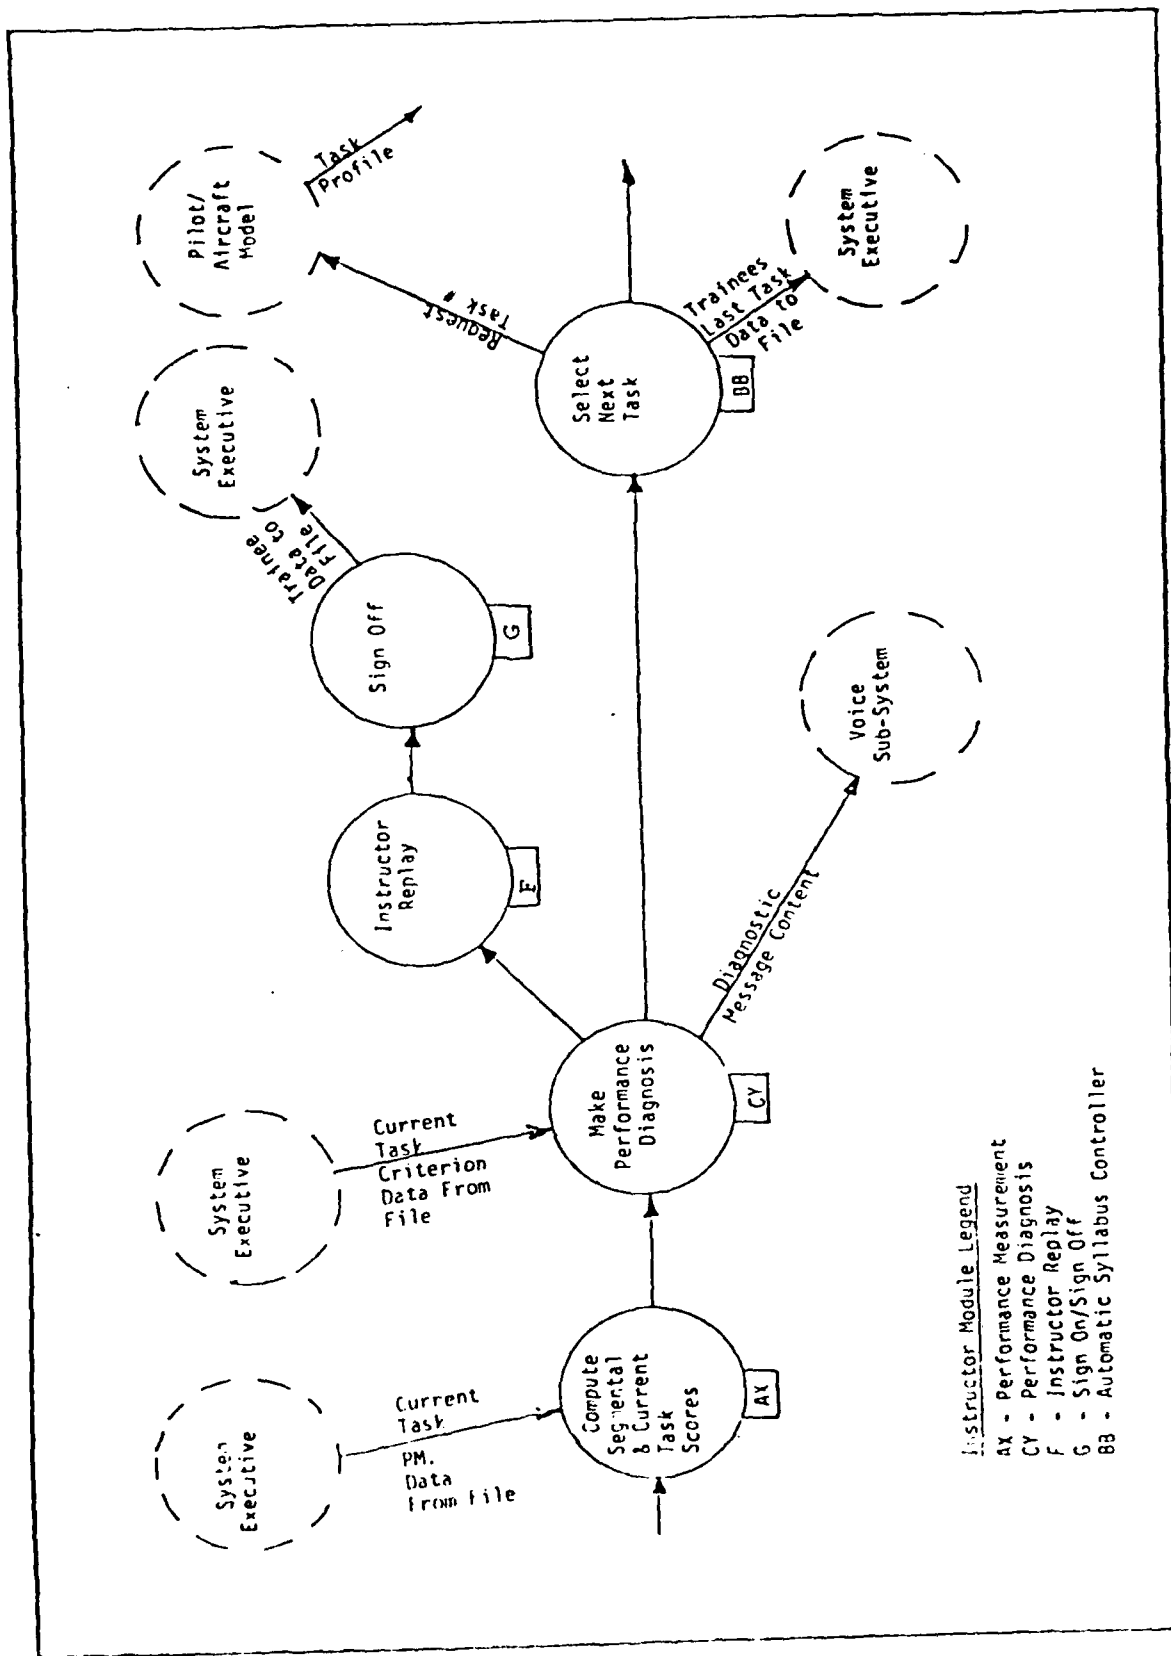 System
Executive
Current
Task
PM.
Data
From File
Compute
Segmental
& Current
Task
Scores
AX
System
Executive
Current
Task
Criterion
Data From
File
Make
Performance
Diagnosis
CY
Diagnostic
Message Content
Voice
Sub-System
Instructor
Replay
F
Sign Off
G
Trainee
Data to
File
System
Executive
Select
Next
Task
BB
Request
Task #
Pilot/
Aircraft
Model
Task
Profile
Trainees
Last Task
Data to
File
System
Executive
Instructor Module Legend
AX - Performance Measurement
CY - Performance Diagnosis
F - Instructor Replay
G - Sign On/Sign Off
BB - Automatic Syllabus Controller